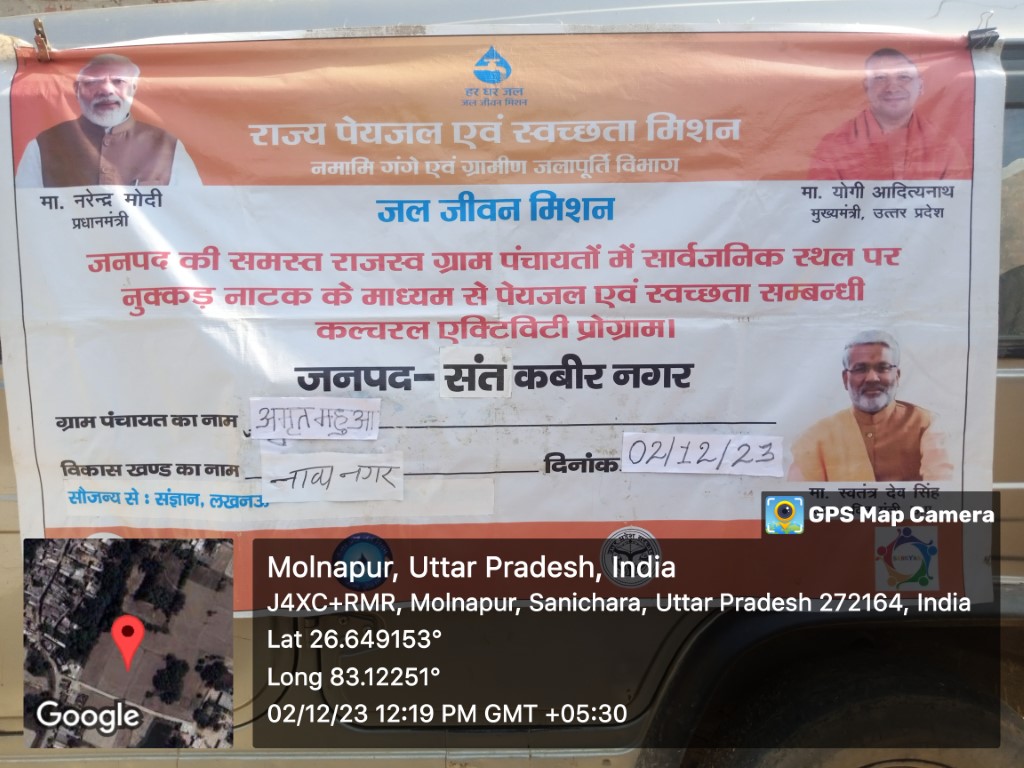 हर घर जल
जल जीवन मिशन
राज्य पेयजल एवं स्वच्छता मिशन
नमामि गंगे एवं ग्रामीण जलापूर्ति विभाग
मा. नरेन्द्र मोदी
प्रधानमंत्री
मा. योगी आदित्यनाथ
मुख्यमंत्री, उत्तर प्रदेश
जल जीवन मिशन
जनपद की समस्त राजस्व ग्राम पंचायतों में सार्वजनिक स्थल पर
नुक्कड़ नाटक के माध्यम से पेयजल एवं स्वच्छता सम्बन्धी
कल्चरल एक्टिविटी प्रोग्राम।
जनपद- संत कबीर नगर
ग्राम पंचायत का नाम अमृत महुआ
विकास खण्ड का नाम नाथ नगर दिनांक 02/12/23
सौजन्य से : संज्ञान, लखनऊ
मा. स्वतंत्र देव सिंह
GPS Map Camera
Molnapur, Uttar Pradesh, India
J4XC+RMR, Molnapur, Sanichara, Uttar Pradesh 272164, India
Lat 26.649153°
Long 83.12251°
02/12/23 12:19 PM GMT +05:30
Google